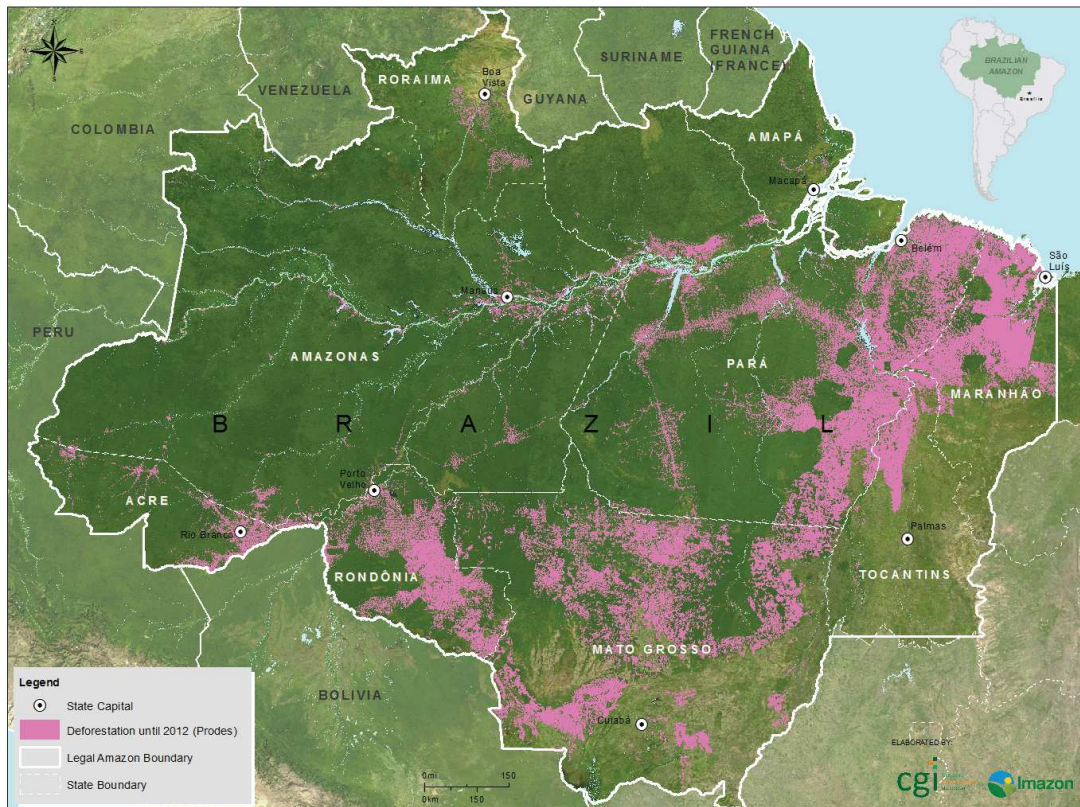 COLOMBIA
VENEZUELA
RORAIMA
Boa
Vista
GUYANA
SURINAME
FRENCH
GUIANA
(FRANCE)
AMAPÁ
Macapá
BRAZILIAN
AMAZON
Brasília
Belém
São
Luís
PERU
Manaus
AMAZONAS
PARÁ
MARANHÃO
B R A Z I L
ACRE
Rio Branco
Porto
Velho
RONDÔNIA
MATO GROSSO
Cuiabá
Palmas
TOCANTINS
BOLIVIA
Legend
State Capital
Deforestation until 2012 (Prodes)
Legal Amazon Boundary
State Boundary
0mi 150
0km 150
ELABORATED BY:
cgi
Imazon